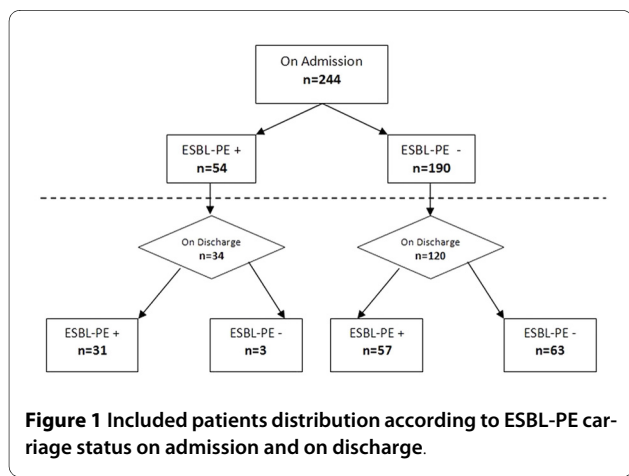 On Admission
n=244
ESBL-PE +
n=54
ESBL-PE -
n=190
On Discharge
n=34
On Discharge
n=120
ESBL-PE +
n=31
ESBL-PE -
n=3
ESBL-PE +
n=57
ESBL-PE -
n=63
Figure 1 Included patients distribution according to ESBL-PE car-
riage status on admission and on discharge.